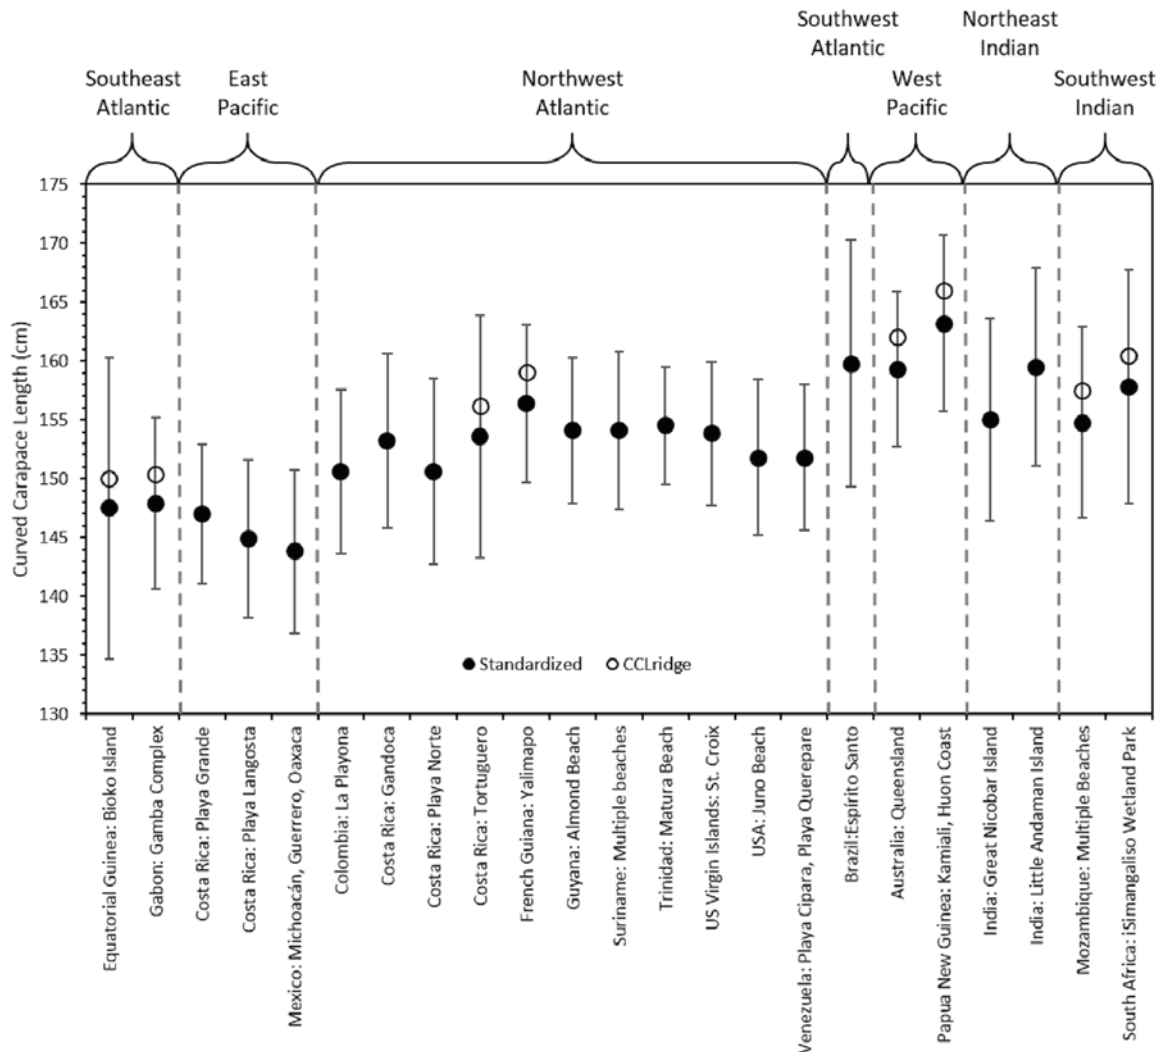 Southeast
Atlantic
East
Pacific
Northwest
Atlantic
Southwest
Atlantic
West
Pacific
Northeast
Indian
Southwest
Indian
Curved Carapace Length (cm)
175
170
165
160
155
150
145
140
135
130
Standardized
CCLridge
Equatorial Guinea: Bioko Island
Gabon: Gamba Complex
Costa Rica: Playa Grande
Costa Rica: Playa Langosta
Mexico: Michoacán, Guerrero, Oaxaca
Colombia: La Playona
Costa Rica: Gandoca
Costa Rica: Playa Norte
Costa Rica: Tortuguero
French Guiana: Yalimapo
Guyana: Almond Beach
Suriname: Multiple beaches
Trinidad: Matura Beach
US Virgin Islands: St. Croix
USA: Juno Beach
Venezuela: Playa Cipara, Playa Querepare
Brazil:Espírito Santo
Australia: Queensland
Papua New Guinea: Kamiali, Huon Coast
India: Great Nicobar Island
India: Little Andaman Island
Mozambique: Multiple Beaches
South Africa: iSimangaliso Wetland Park